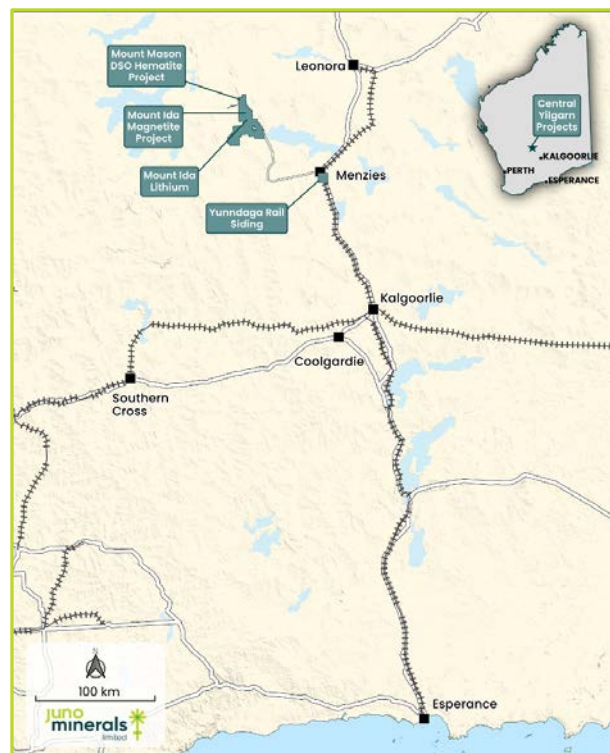 Mount Mason
DSO Hematite
Project
Mount Ida
Magnetite
Project
Mount Ida
Lithium
Yunndaga Rail
Siding
Leonora
Menzies
Kalgoorlie
Coolgardie
Southern
Cross
Esperance
Central
Yilgarn
Projects
KALGOORLIE
PERTH
ESPERANCE
100 km
juno
minerals
limited